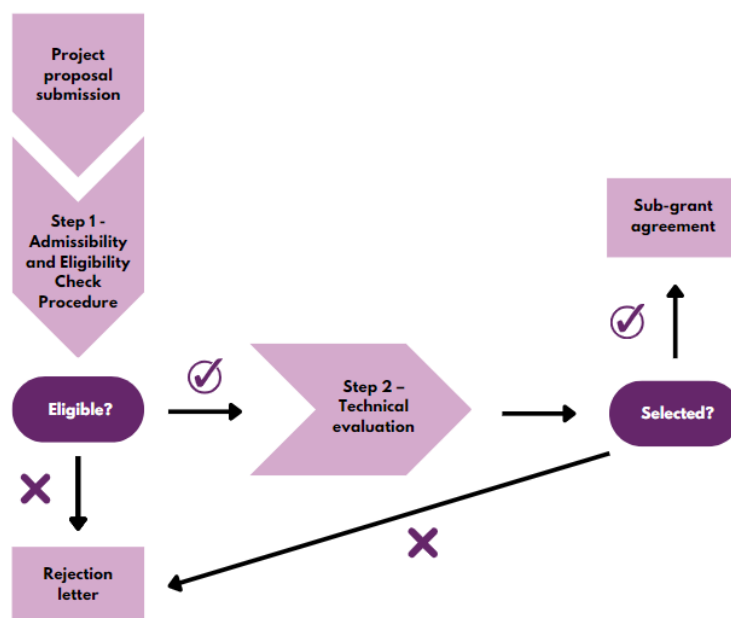 Project
proposal
submission
Step 1 -
Admissibility
and Eligibility
Check
Procedure
Eligible?
Step 2 –
Technical
evaluation
Selected?
Sub-grant
agreement
Rejection
letter